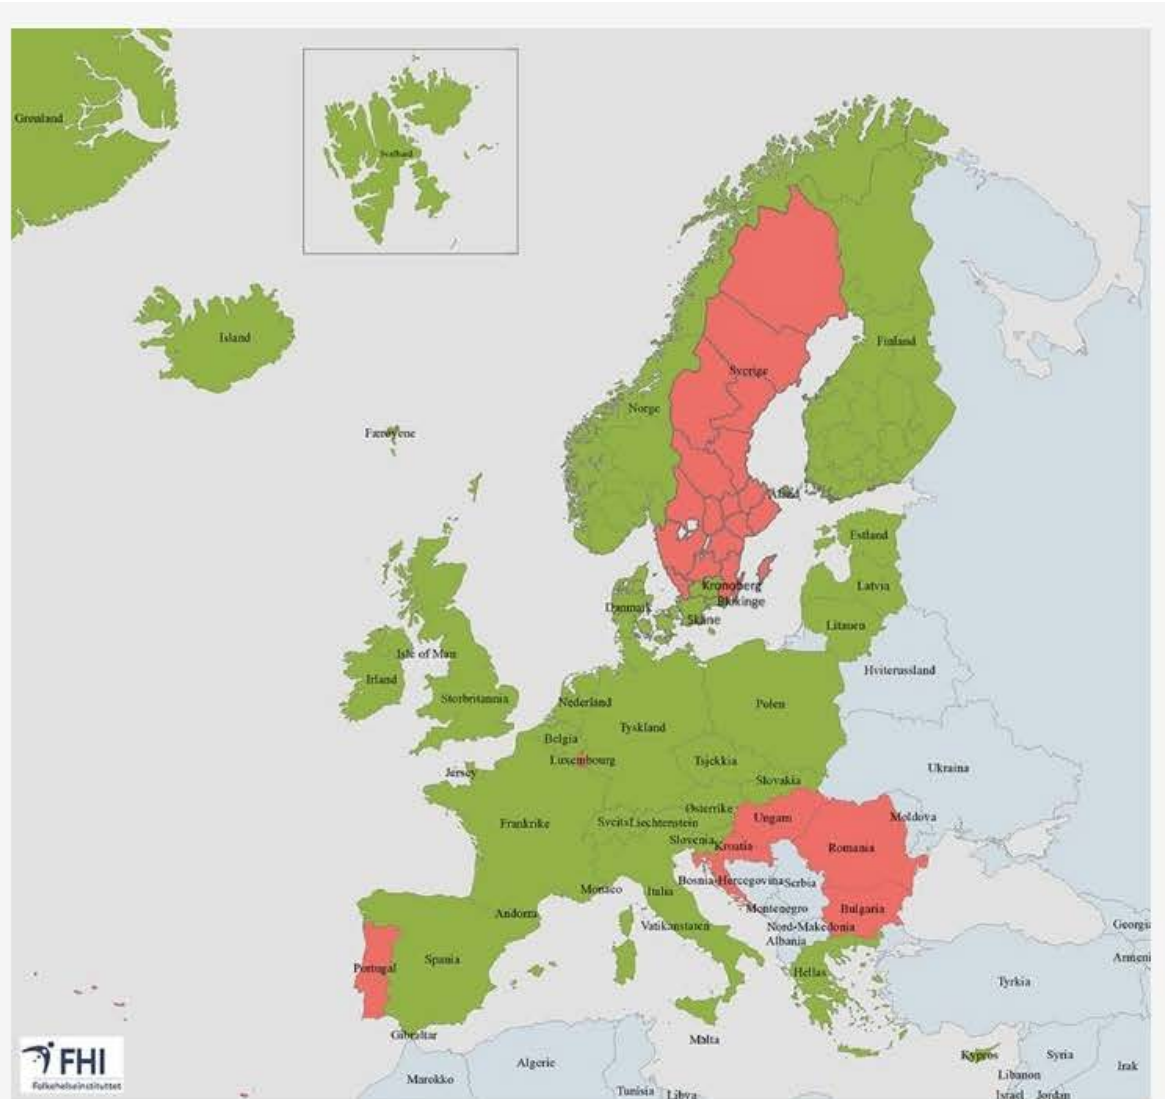 Grønland
Svalbard
Island
Finland
Sverige
Norge
Færøyene
Åland
Estland
Kronoberg
Latvia
Blekinge
Danmark
Skåne
Litauen
Isle of Man
Hviterussland
Irland
Storbritannia
Nederland
Polen
Tyskland
Belgia
Luxembourg
Tsjekkia
Jersey
Ukraina
Slovakia
Østerrike
Ungarn
Moldova
Frankrike
Sveits
Liechtenstein
Slovenia
Kroatia
Romania
Bosnia-Hercegovina
Serbia
Monaco
Italia
Montenegro
Bulgaria
Andorra
Vatikanstaten
Nord-Makedonia
Georgia
Albania
Spania
Armeni
Portugal
Hellas
Tyrkia
Gibraltar
Malta
Kypros
Syria
FHI
Folkehelseinstituttet
Algerie
Irak
Marokko
Libanon
Tunisia
Libya
Israel
Jordan